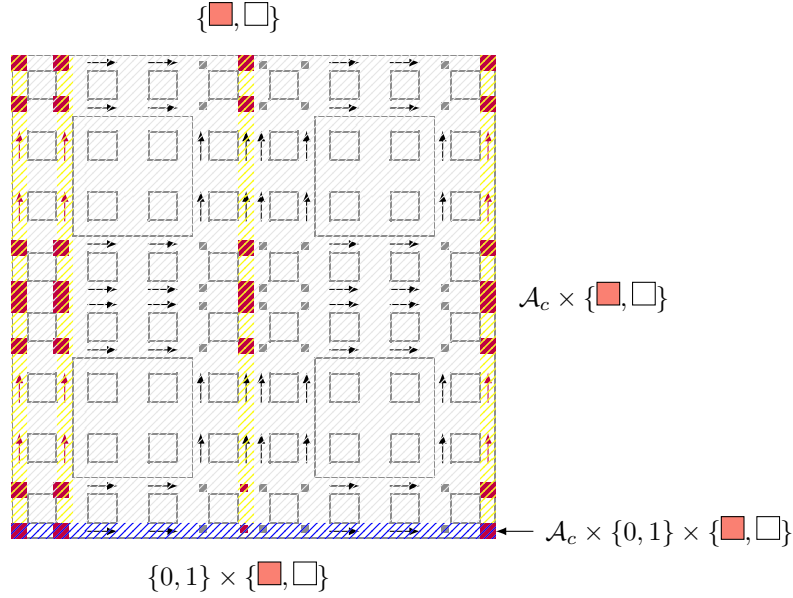 {🟥, □}
𝒜_c × {🟥, □}
𝒜_c × {0, 1} × {🟥, □}
{0, 1} × {🟥, □}